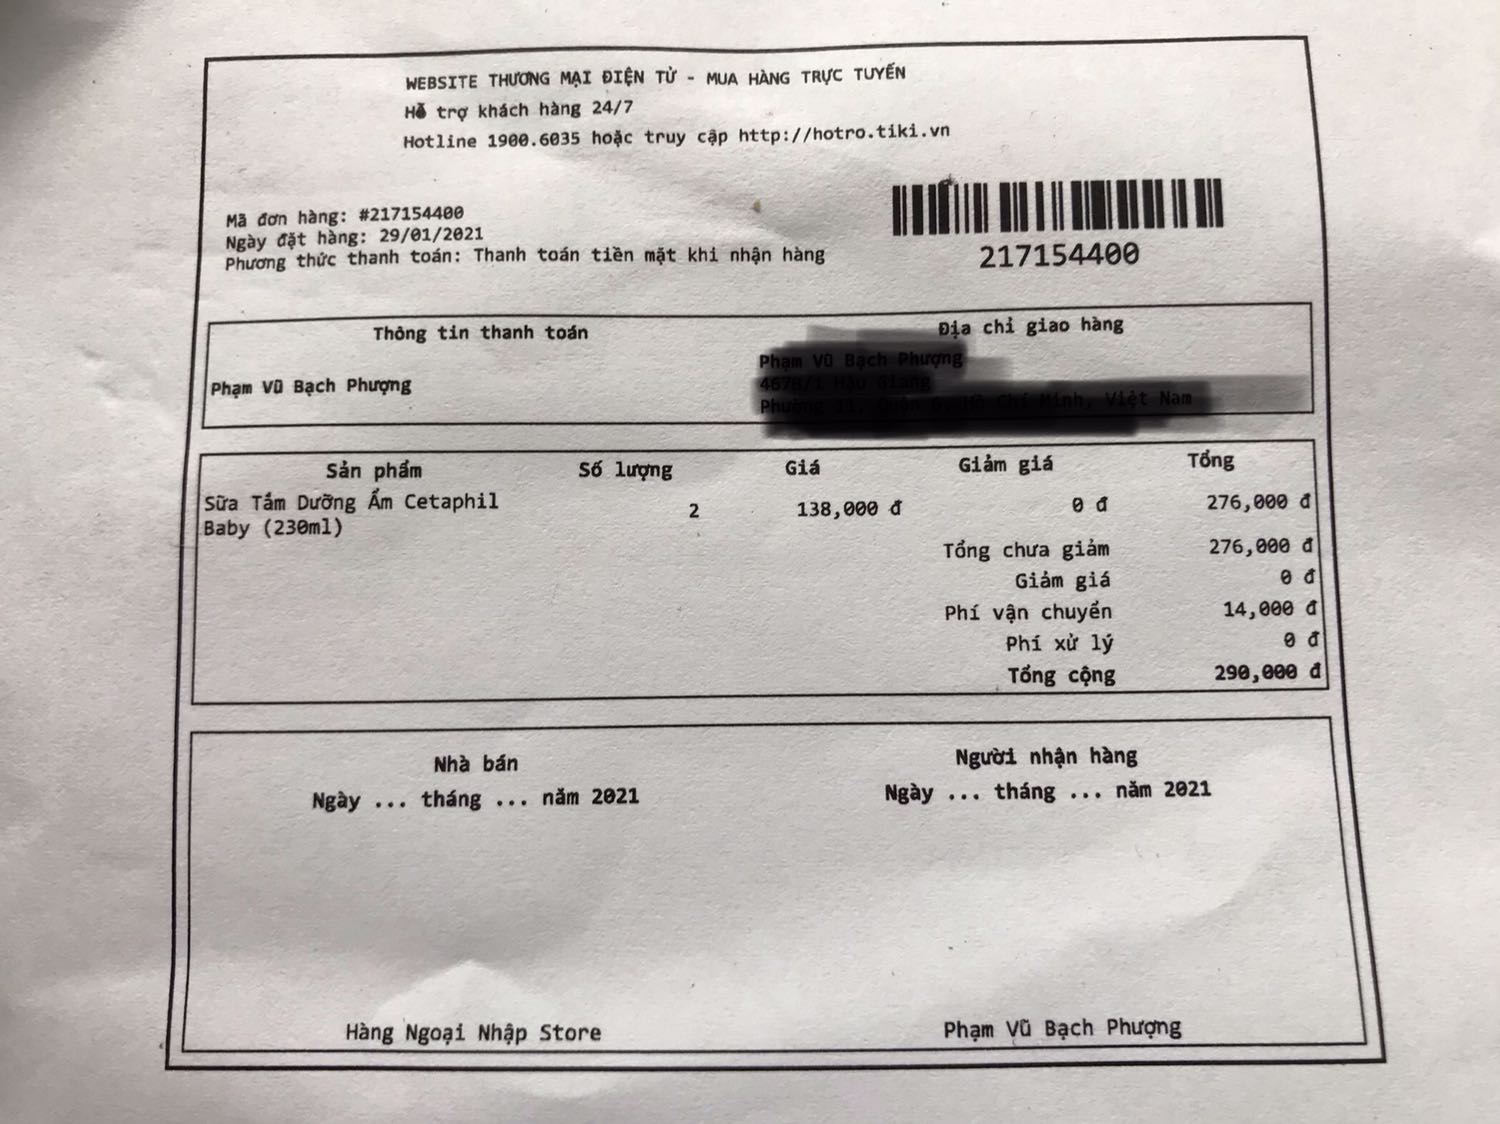 WEBSITE THƯƠNG MẠI ĐIỆN TỬ - MUA HÀNG TRỰC TUYẾN
Hỗ trợ khách hàng 24/7
Hotline 1900.6035 hoặc truy cập http://hotro.tiki.vn
Mã đơn hàng: #217154400
Ngày đặt hàng: 29/01/2021
Phương thức thanh toán: Thanh toán tiền mặt khi nhận hàng
217154400
Thông tin thanh toán Địa chỉ giao hàng
Phạm Vũ Bạch Phượng
Sản phẩm Số lượng Giá Giảm giá Tổng
Sữa Tắm Dưỡng Ẩm Cetaphil 2 138,000 đ 0 đ 276,000 đ
Baby (230ml)
Tổng chưa giảm 276,000 đ
Giảm giá 0 đ
Phí vận chuyển 14,000 đ
Phí xử lý 0 đ
Tổng cộng 290,000 đ
Nhà bán Người nhận hàng
Ngày ... tháng ... năm 2021 Ngày ... tháng ... năm 2021
Hàng Ngoại Nhập Store Phạm Vũ Bạch Phượng